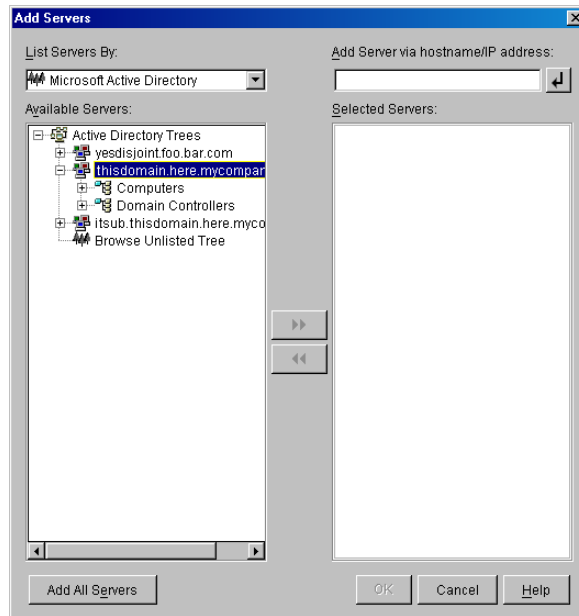 Add Servers
List Servers By:
Add Server via hostname/IP address:
Microsoft Active Directory
Available Servers:
Selected Servers:
Active Directory Trees
yesdisjoint.foo.bar.com
thisdomain.here.mycompar
Computers
Domain Controllers
itsub.thisdomain.here.myco
Browse Unlisted Tree
Add All Servers
OK
Cancel
Help